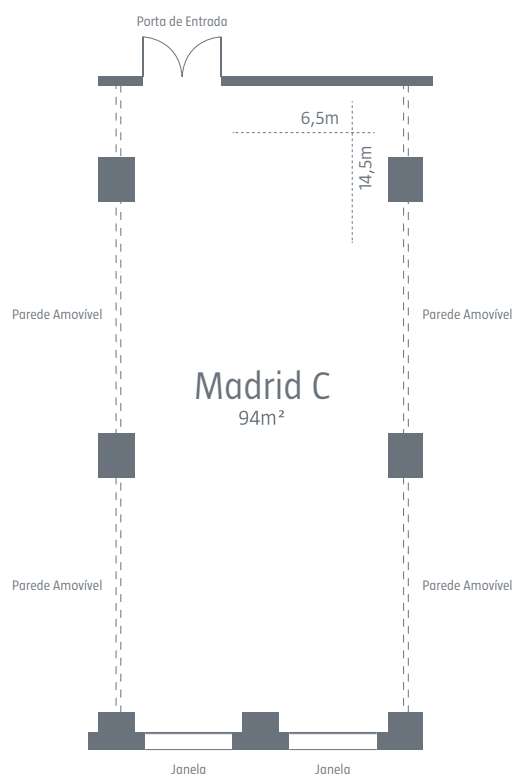 Porta de Entrada
6,5m
14,5m
Parede Amovível
Parede Amovível
Madrid C
94m²
Parede Amovível
Parede Amovível
Janela
Janela